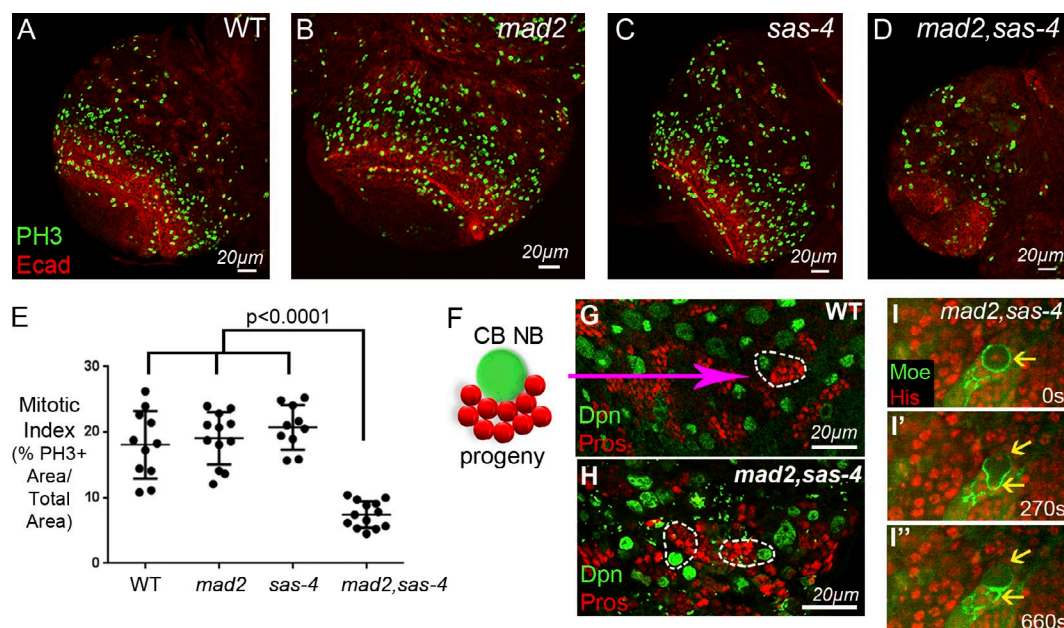 A
WT
PH3
Ecad
20µm
B
mad2
20µm
C
sas-4
20µm
D
mad2,sas-4
20µm
E
p<0.0001
Mitotic
Index
(% PH3+
Area/
Total
Area)
30
20
10
0
WT
mad2
sas-4
mad2,sas-4
F
CB NB
progeny
G
WT
Dpn
Pros
20µm
H
mad2,sas-4
Dpn
Pros
20µm
I
mad2,sas-4
Moe
His
0s
I'
270s
I''
660s